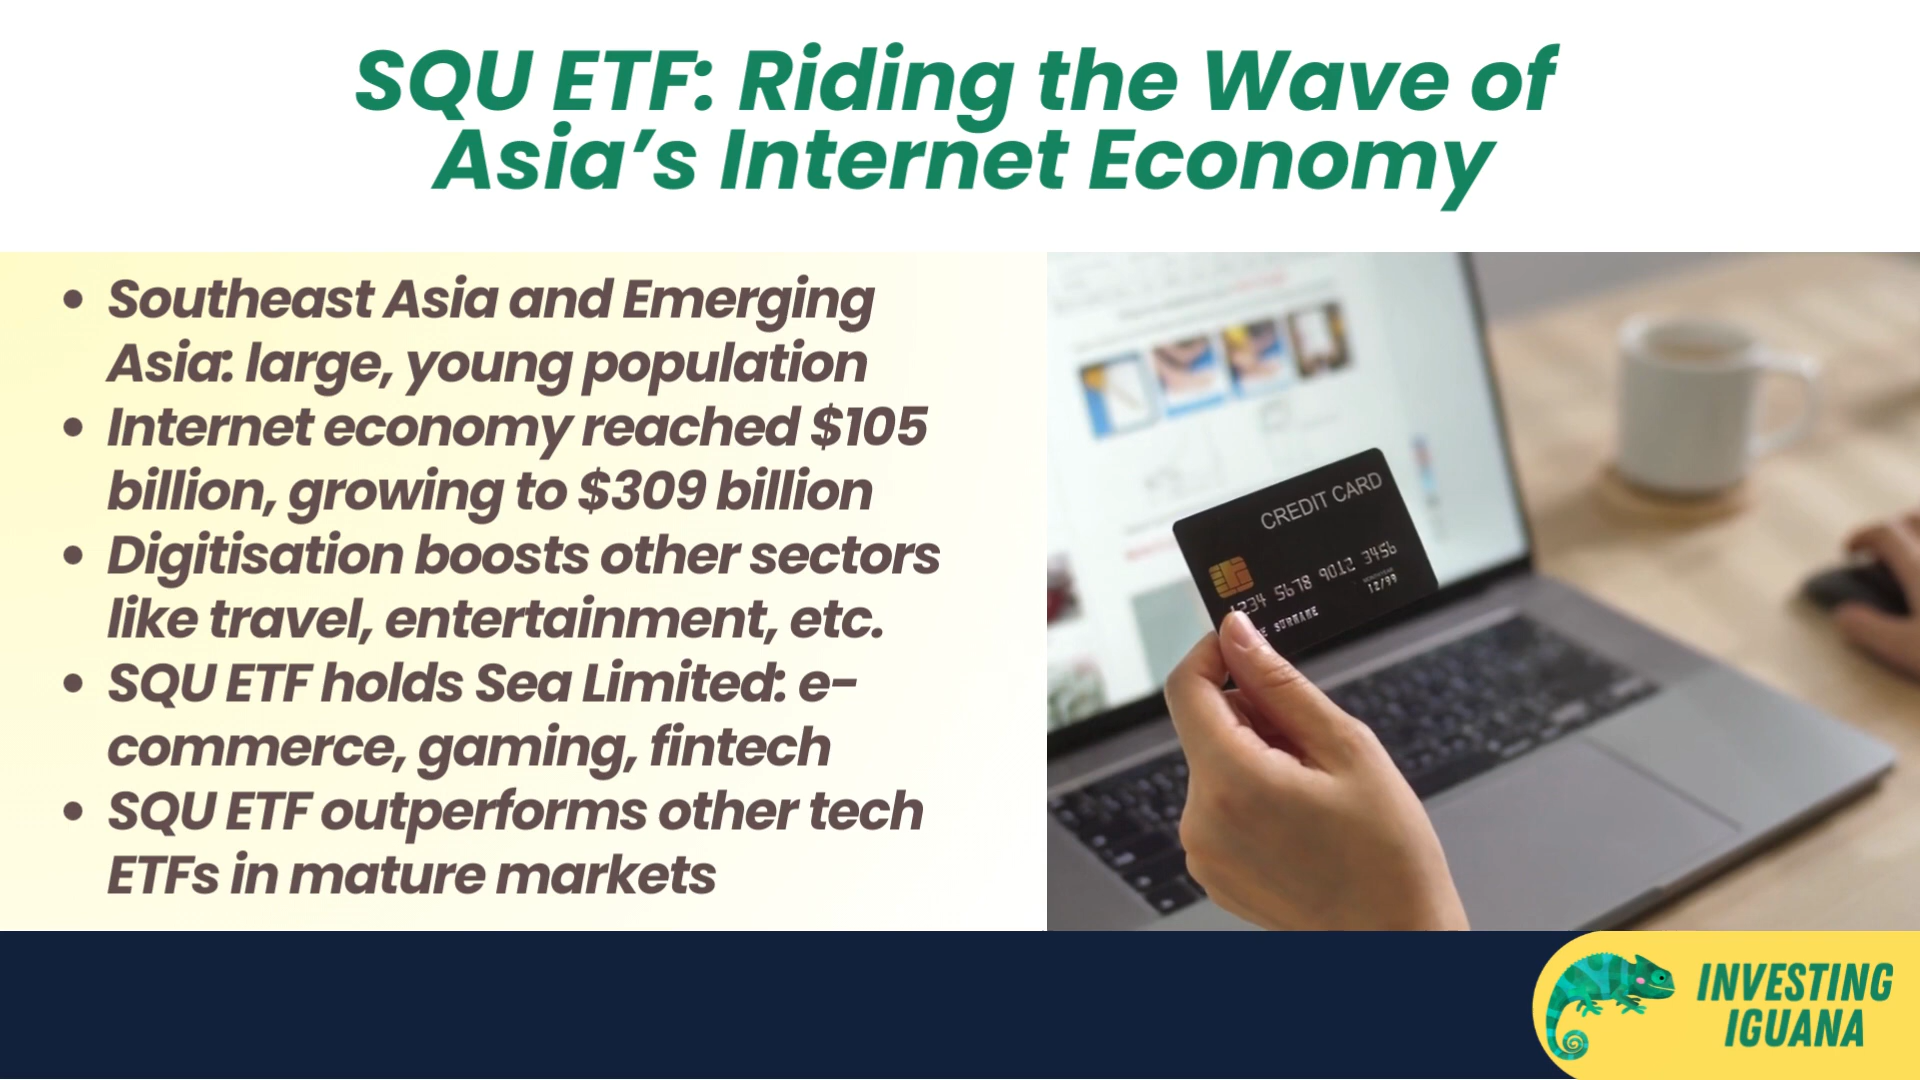 SQU ETF: Riding the Wave of
Asia’s Internet Economy
• Southeast Asia and Emerging
Asia: large, young population
• Internet economy reached $105
billion, growing to $309 billion
• Digitisation boosts other sectors
like travel, entertainment, etc.
• SQU ETF holds Sea Limited: e-
commerce, gaming, fintech
• SQU ETF outperforms other tech
ETFs in mature markets
CREDIT CARD
1234 5678 9012 3456
12/99
SURNAME
INVESTING
IGUANA